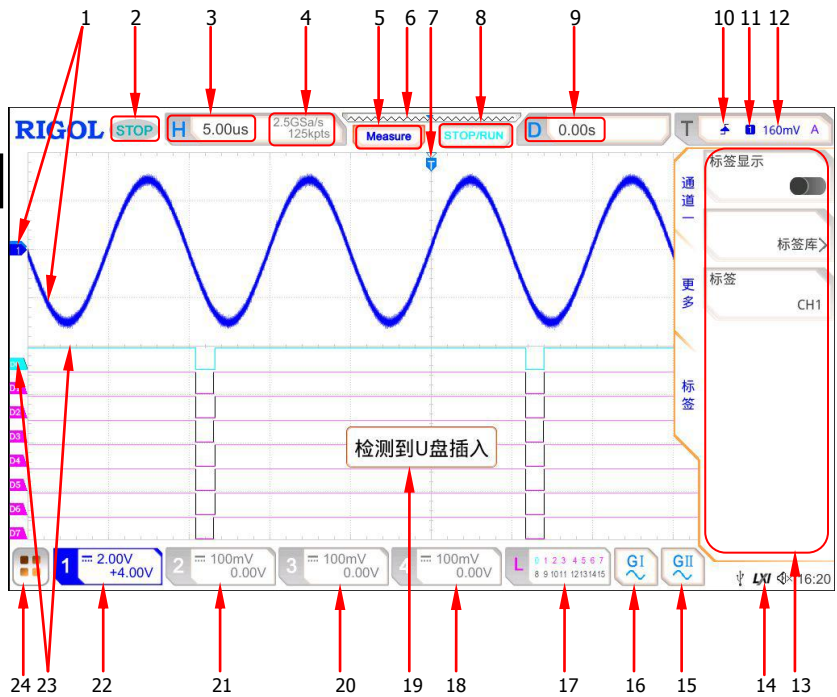 1 2 3 4 5 6 7 8 9 10 11 12
RIGOL STOP H 5.00us 2.5GSa/s
125kpts
Measure STOP/RUN D 0.00s T 1 160mV A
T
标签显示
通道一
标签库
更多
标签
CH1
标签
1
D2
D3
D4
D5
D6
D7
检测到U盘插入
1 2.00V
+4.00V
2 100mV
0.00V
3 100mV
0.00V
4 100mV
0.00V
L 0 1 2 3 4 5 6 7
8 9 10 11 12 13 14 15
GI
GII
LXI 16:20
24 23 22 21 20 19 18 17 16 15 14 13